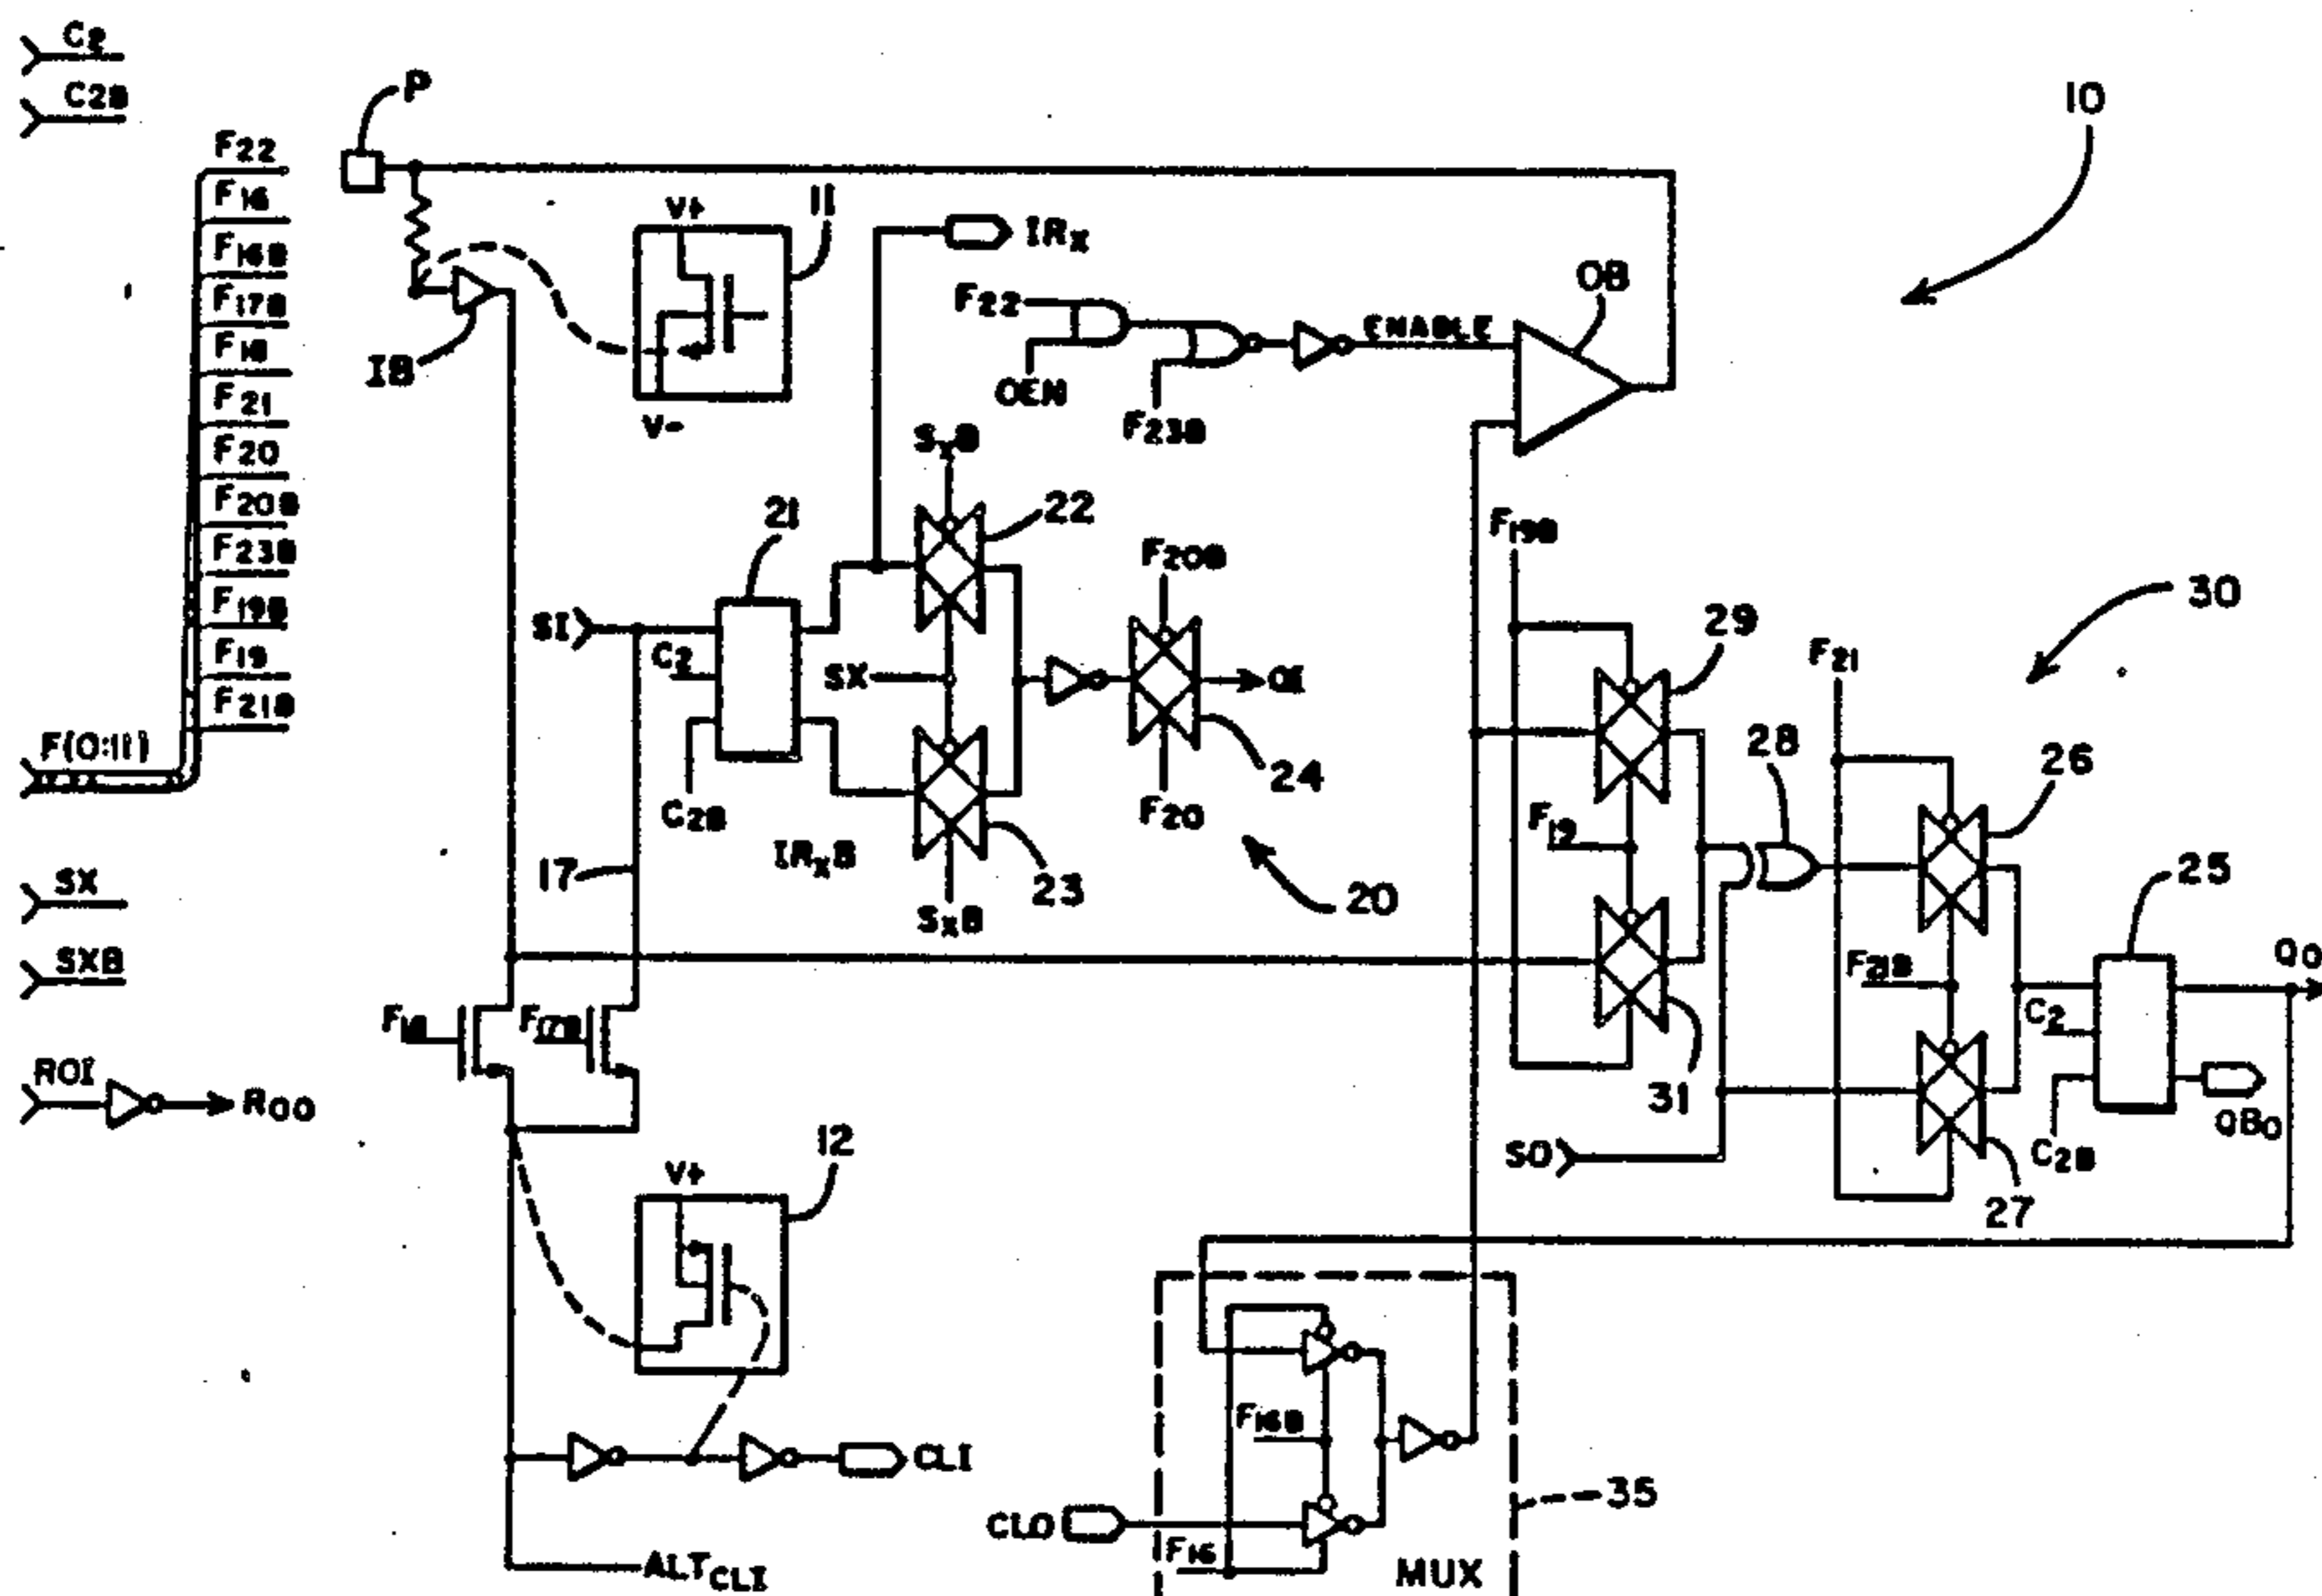 C2
C2B
P
10
F22
F16
F16B
F17B
F18
F21
F20
F20B
F23B
F19B
F19
F21B
F(0:11)
V+
11
IRX
IB
V-
F22
OEN
F23B
ENABLE
OB
SXB
21
22
F20B
F19B
29
30
SI
C2
SX
24
F21
28
26
C2B
F20
F19
17
IRXB
23
20
25
SX
SXB
SXB
F21B
QO
C2
F17B
ROI
ROO
31
SO
C2B
OBO
12
V+
27
F16B
CLI
35
CLO
F16
MUX
ALTCLI